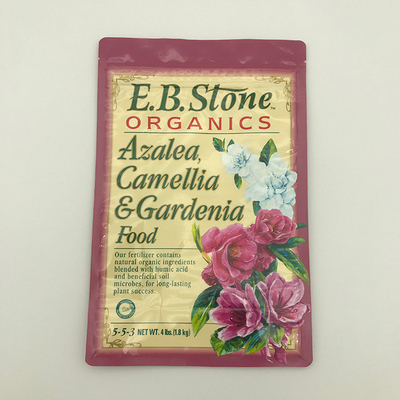 E.B. Stone™
ORGANICS
Azalea,
Camellia
& Gardenia
Food
Our fertilizer contains
natural organic ingredients
blended with humic acid
and beneficial soil
microbes, for long-lasting
plant success.
5-5-3 NET WT. 4 lbs. (1.8 kg)